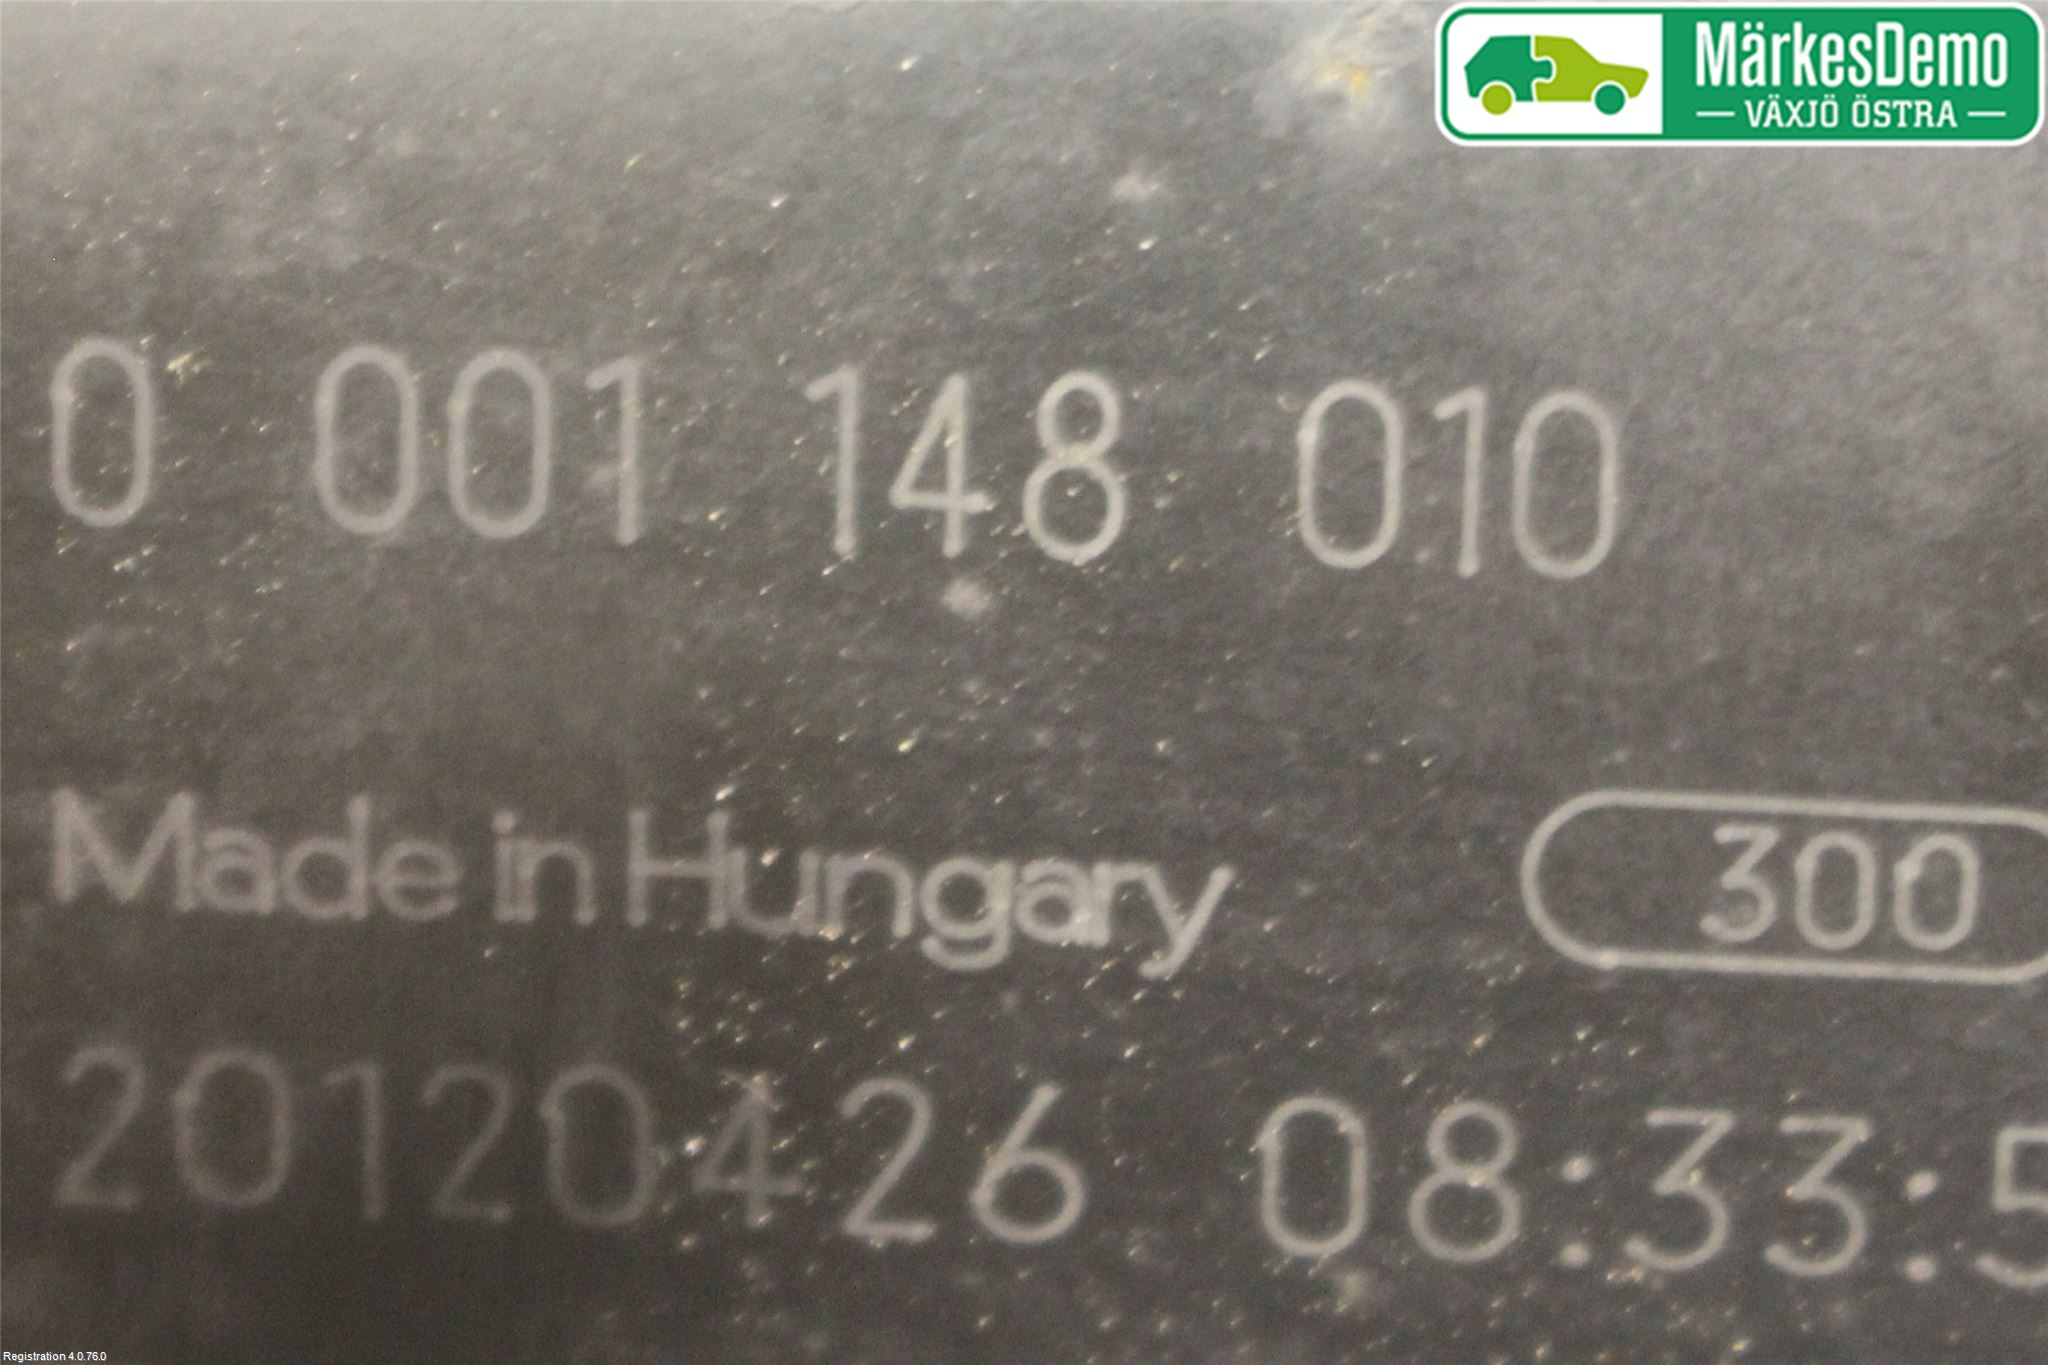 MärkesDemo
— VÄXJÖ ÖSTRA —
0 001 148 010
Made in Hungary 300
20120426 08:33:5
Registration 4.0.76.0